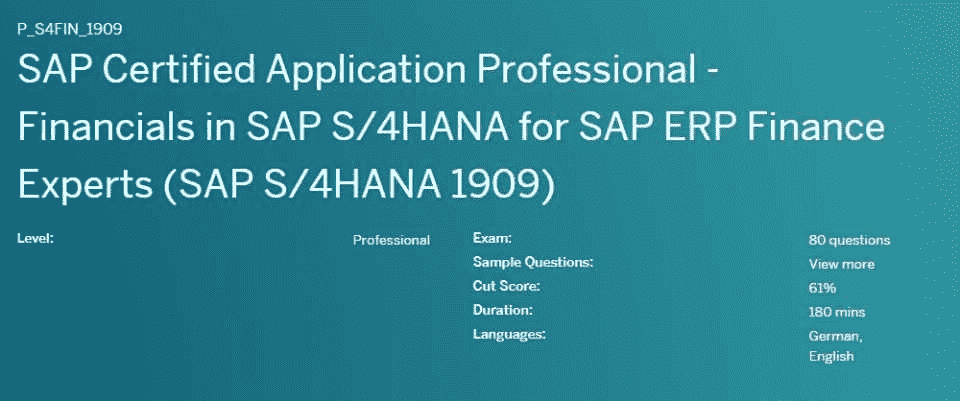 P_S4FIN_1909
SAP Certified Application Professional -
Financials in SAP S/4HANA for SAP ERP Finance
Experts (SAP S/4HANA 1909)
Level: Professional
Exam: 80 questions
Sample Questions: View more
Cut Score: 61%
Duration: 180 mins
Languages: German,
English